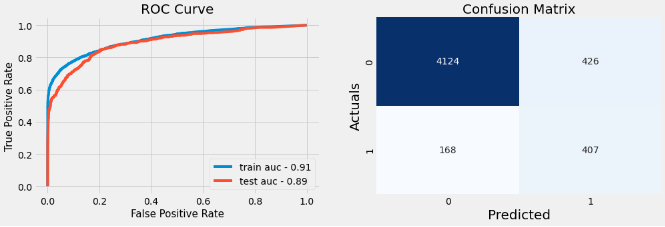 ROC Curve
True Positive Rate
1.0
0.8
0.6
0.4
0.2
0.0
train auc - 0.91
test auc - 0.89
0.0 0.2 0.4 0.6 0.8 1.0
False Positive Rate
Confusion Matrix
Actuals
0
4124 426
1
168 407
0 1
Predicted